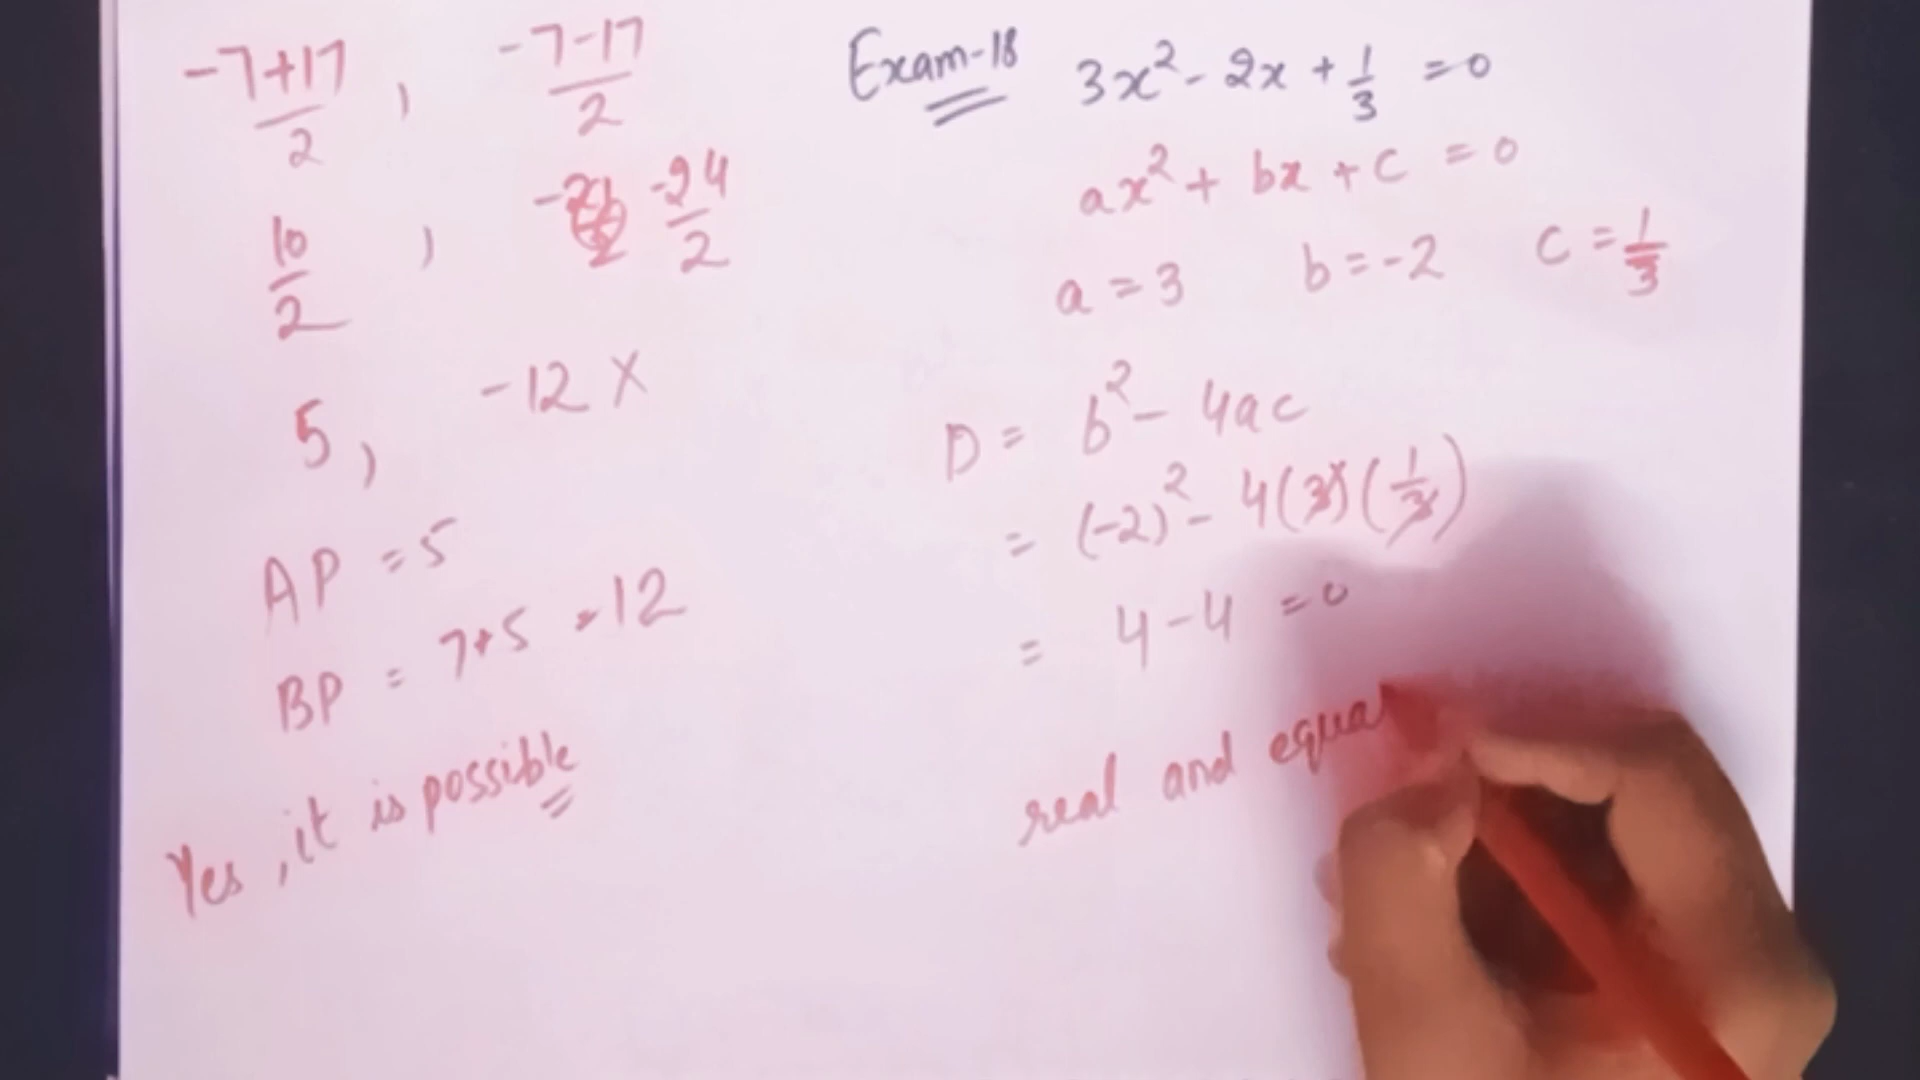 -7+17/2 , -7-17/2
10/2 , -24/2
5 , -12 X
AP = 5
BP = 7+5 = 12
Yes, it is possible
Exam-18 3x² - 2x + 1/3 = 0
ax² + bx + c = 0
a = 3 b = -2 c = 1/3
D = b² - 4ac
= (-2)² - 4(3)(1/3)
= 4 - 4 = 0
real and equal